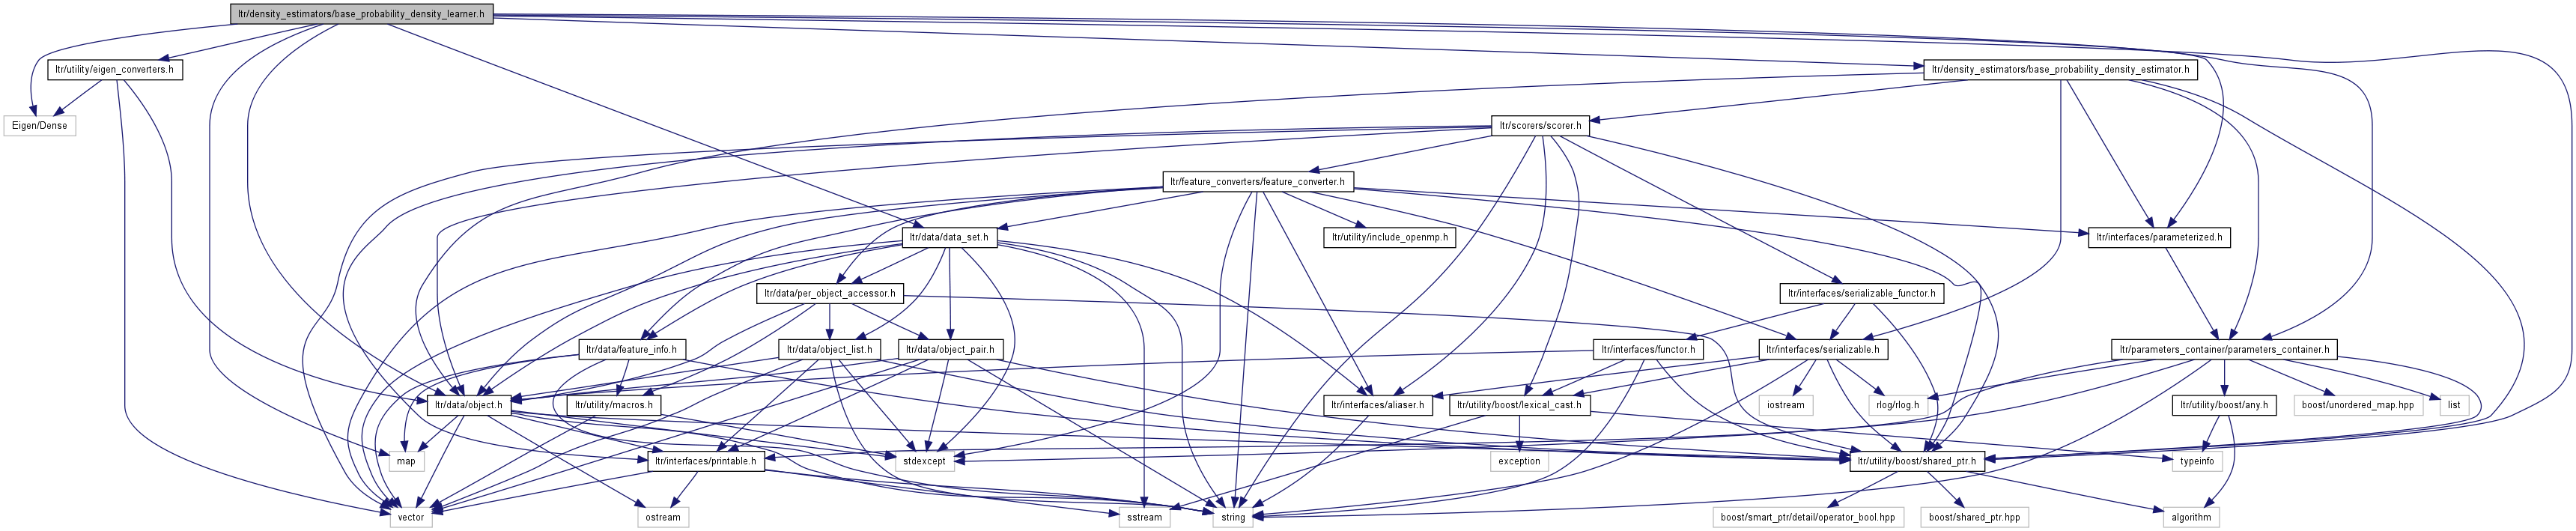 ltr/density_estimators/base_probability_density_learner.h
ltr/utility/eigen_converters.h
ltr/density_estimators/base_probability_density_estimator.h
Eigen/Dense
ltr/scorers/scorer.h
ltr/feature_converters/feature_converter.h
ltr/data/data_set.h
ltr/utility/include_openmp.h
ltr/interfaces/parameterized.h
ltr/data/per_object_accessor.h
ltr/interfaces/serializable_functor.h
ltr/data/feature_info.h
ltr/data/object_list.h
ltr/data/object_pair.h
ltr/interfaces/functor.h
ltr/interfaces/serializable.h
ltr/parameters_container/parameters_container.h
ltr/data/object.h
ltr/utility/macros.h
ltr/interfaces/aliaser.h
ltr/utility/boost/lexical_cast.h
iostream
rlog/rlog.h
ltr/utility/boost/any.h
boost/unordered_map.hpp
list
map
ltr/interfaces/printable.h
stdexcept
exception
ltr/utility/boost/shared_ptr.h
typeinfo
vector
ostream
sstream
string
boost/smart_ptr/detail/operator_bool.hpp
boost/shared_ptr.hpp
algorithm